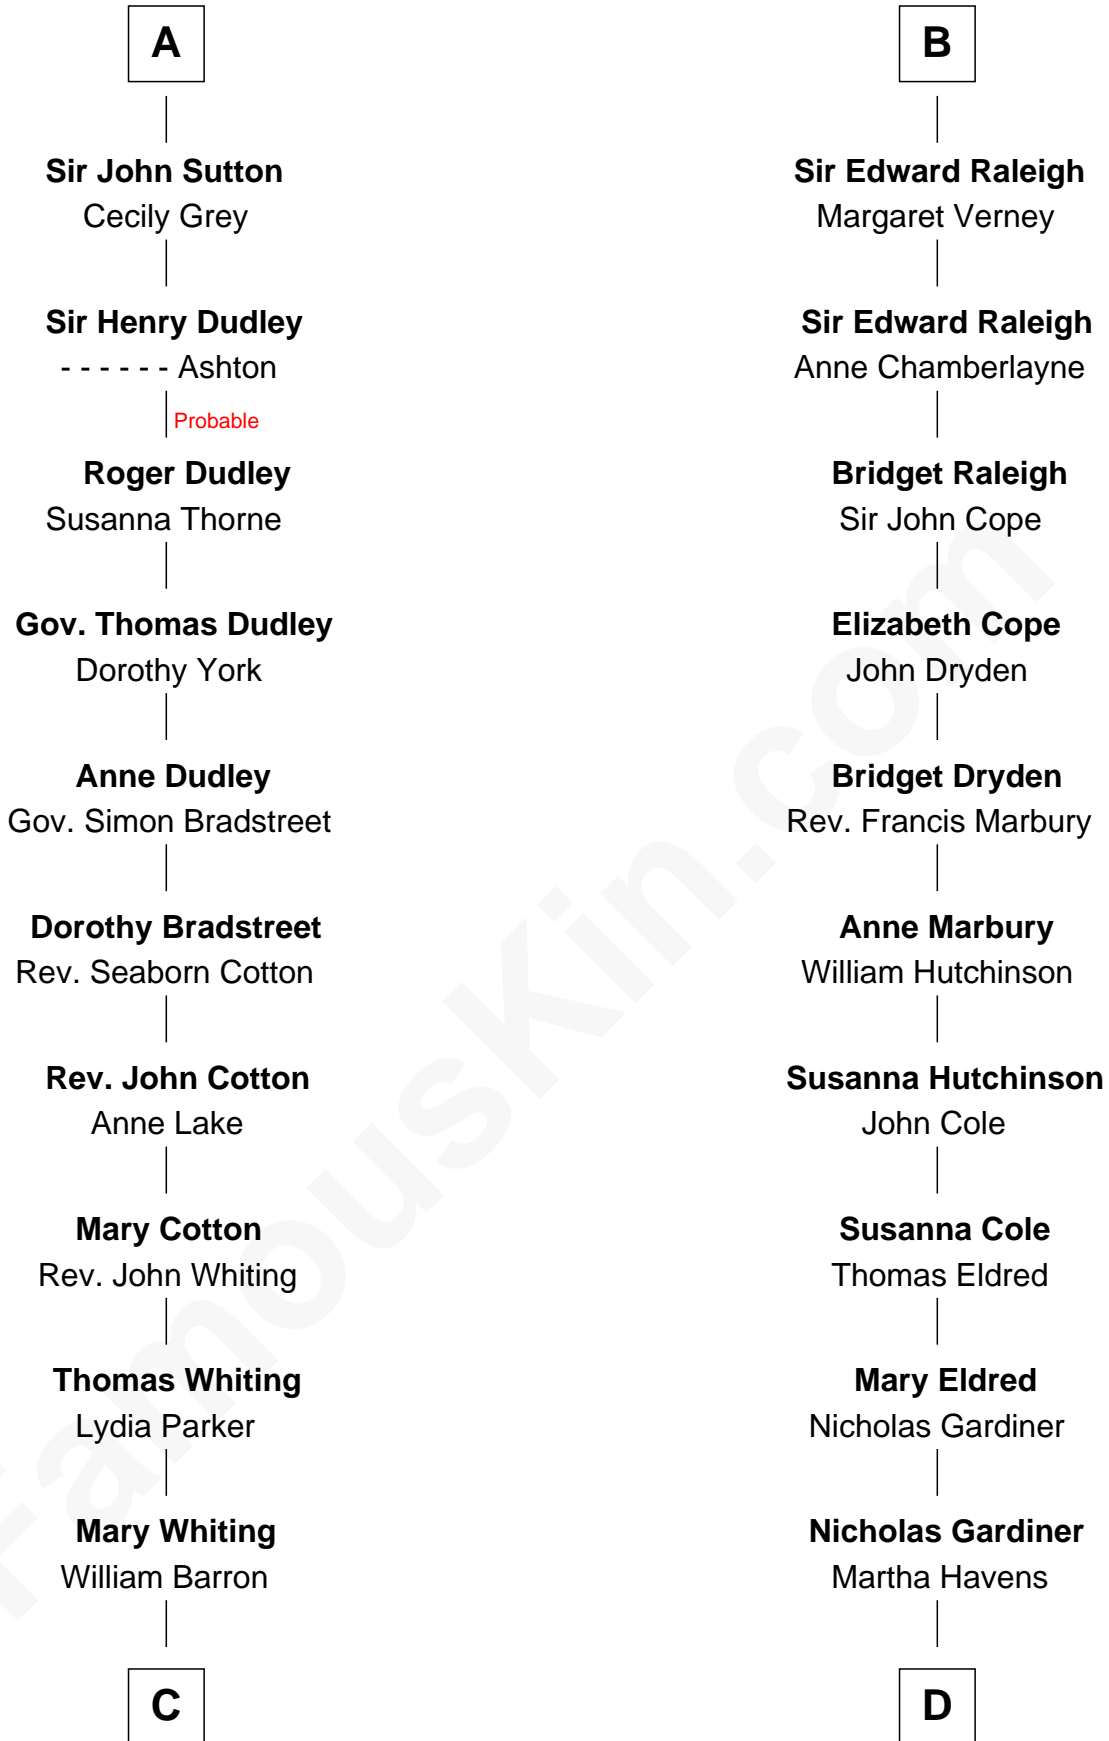 A
Sir John Sutton
Cecily Grey
Sir Henry Dudley
- - - - - - Ashton
Probable
Roger Dudley
Susanna Thorne
Gov. Thomas Dudley
Dorothy York
Anne Dudley
Gov. Simon Bradstreet
Dorothy Bradstreet
Rev. Seaborn Cotton
Rev. John Cotton
Anne Lake
Mary Cotton
Rev. John Whiting
Thomas Whiting
Lydia Parker
Mary Whiting
William Barron
C
B
Sir Edward Raleigh
Margaret Verney
Sir Edward Raleigh
Anne Chamberlayne
Bridget Raleigh
Sir John Cope
Elizabeth Cope
John Dryden
Bridget Dryden
Rev. Francis Marbury
Anne Marbury
William Hutchinson
Susanna Hutchinson
John Cole
Susanna Cole
Thomas Eldred
Mary Eldred
Nicholas Gardiner
Nicholas Gardiner
Martha Havens
D
FamousKin.com